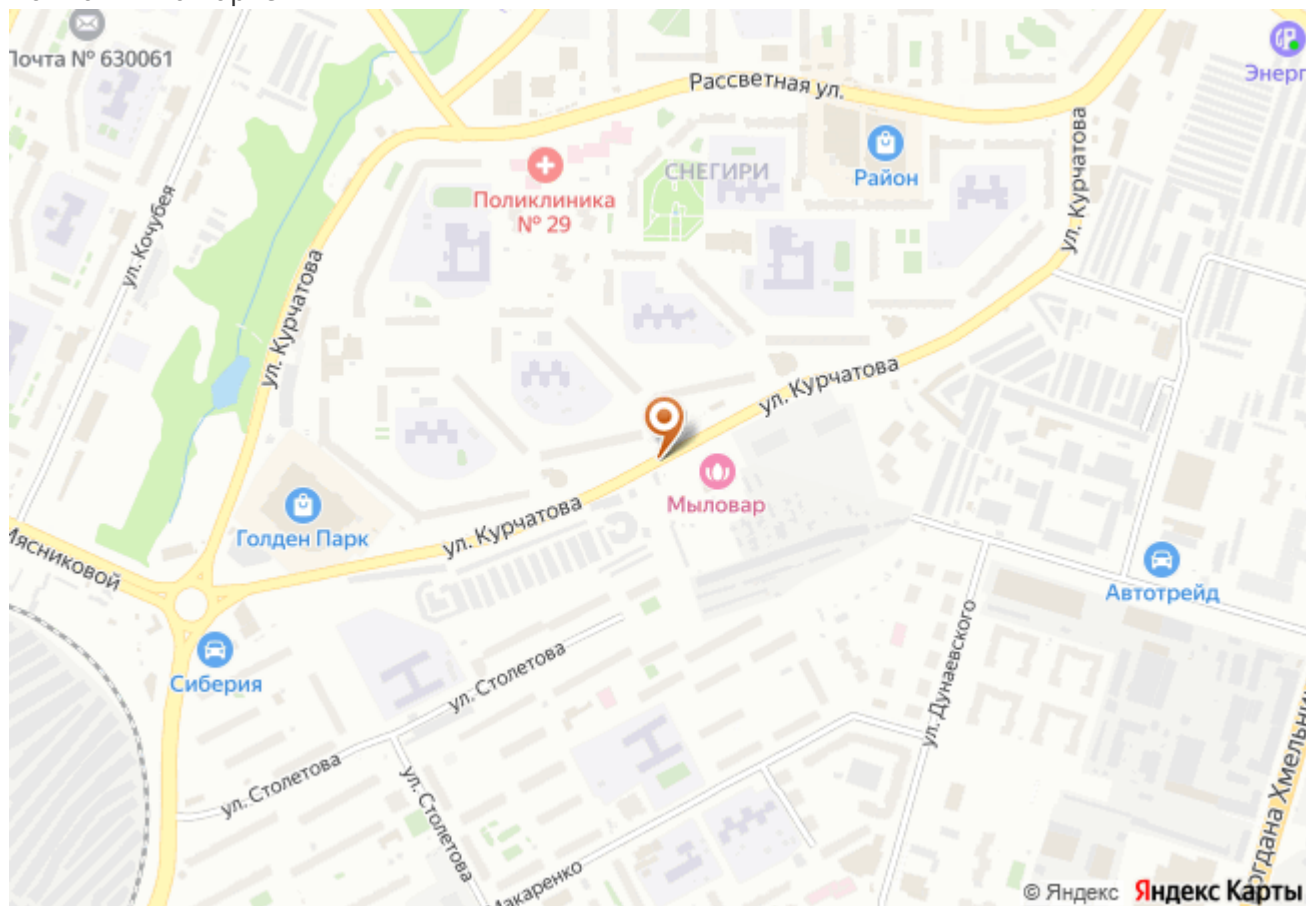 Почта № 630061
Энерг
Рассветная ул.
ул. Курчатова
СНЕГИРИ
Район
Поликлиника
№ 29
ул. Кочубея
ул. Курчатова
ул. Курчатова
Мыловар
ул. Курчатова
Голден Парк
Мясниковой
Автотрейд
Сиберия
ул. Столетова
ул. Дунаевского
ул. Столетова
ул. Столетова
Макаренко
огдана Хмельни
© Яндекс Яндекс Карты